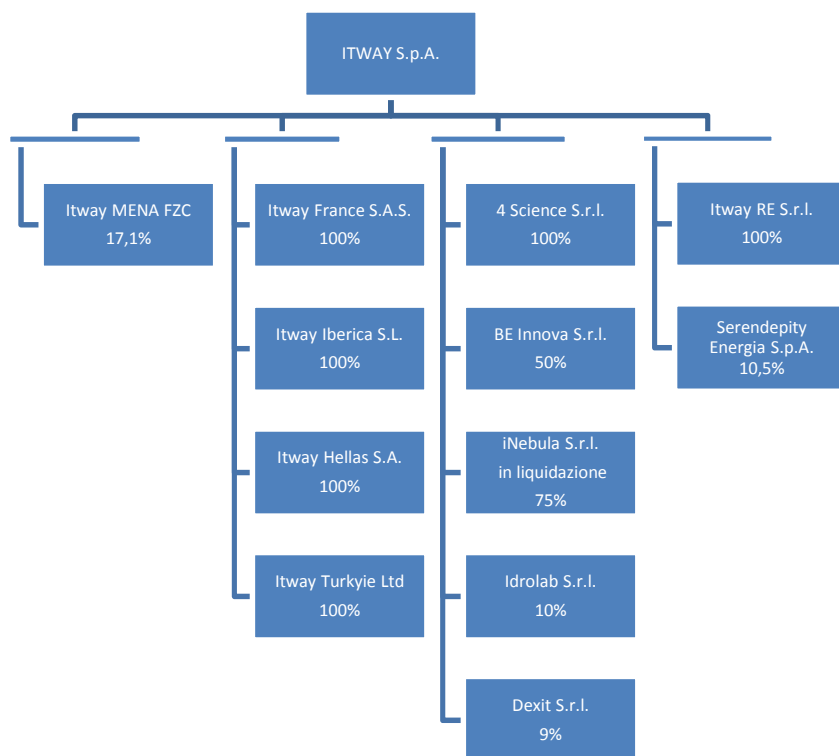 ITWAY S.p.A.
Itway MENA FZC
17,1%
Itway France S.A.S.
100%
Itway Iberica S.L.
100%
Itway Hellas S.A.
100%
Itway Turkyie Ltd
100%
4 Science S.r.l.
100%
BE Innova S.r.l.
50%
iNebula S.r.l.
in liquidazione
75%
Idrolab S.r.l.
10%
Dexit S.r.l.
9%
Itway RE S.r.l.
100%
Serendepity
Energia S.p.A.
10,5%